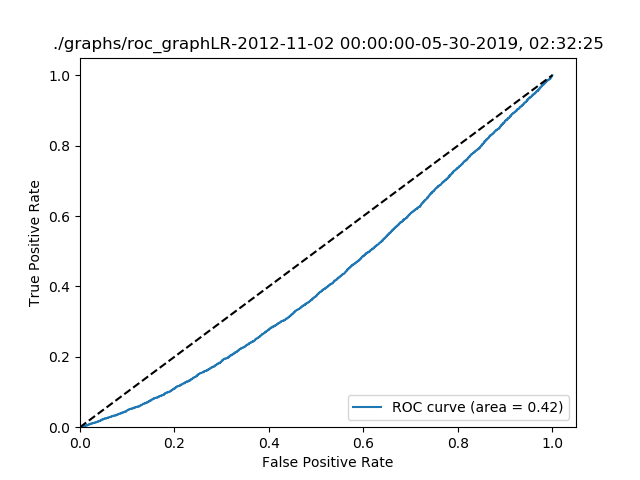 ./graphs/roc_graphLR-2012-11-02 00:00:00-05-30-2019, 02:32:25
1.0
0.8
0.6
0.4
0.2
0.0
True Positive Rate
ROC curve (area = 0.42)
0.0 0.2 0.4 0.6 0.8 1.0
False Positive Rate